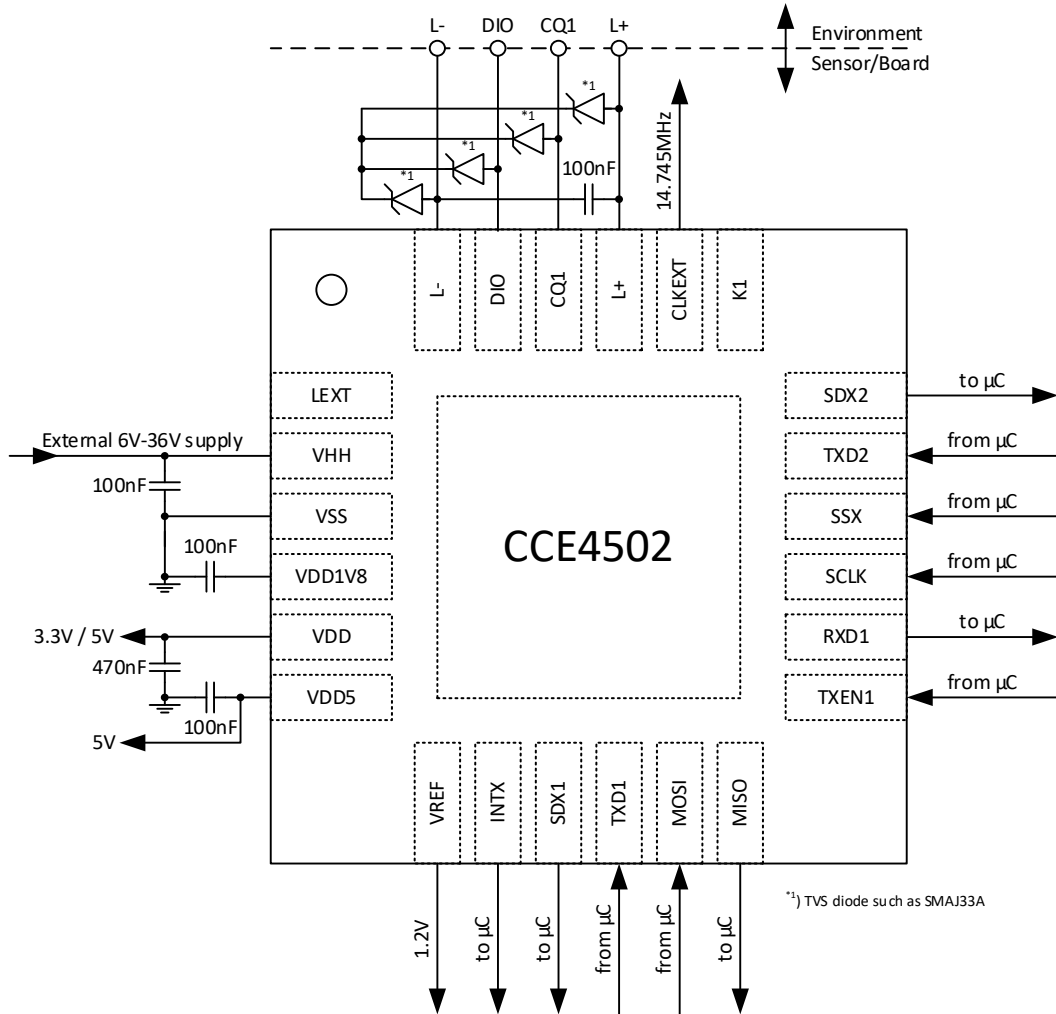 L- DIO CQ1 L+
Environment
Sensor/Board
*1
*1
*1
*1
100nF
14.745MHz
L- DIO CQ1 L+ CLKEXT K1
LEXT
External 6V-36V supply
VHH
100nF
VSS
100nF
VDD1V8
3.3V / 5V
VDD
470nF
VDD5
100nF
5V
CCE4502
SDX2
to µC
TXD2
from µC
SSX
from µC
SCLK
from µC
RXD1
to µC
TXEN1
from µC
VREF INTX SDX1 TXD1 MOSI MISO
1.2V to µC to µC from µC from µC to µC
*1) TVS diode such as SMAJ33A